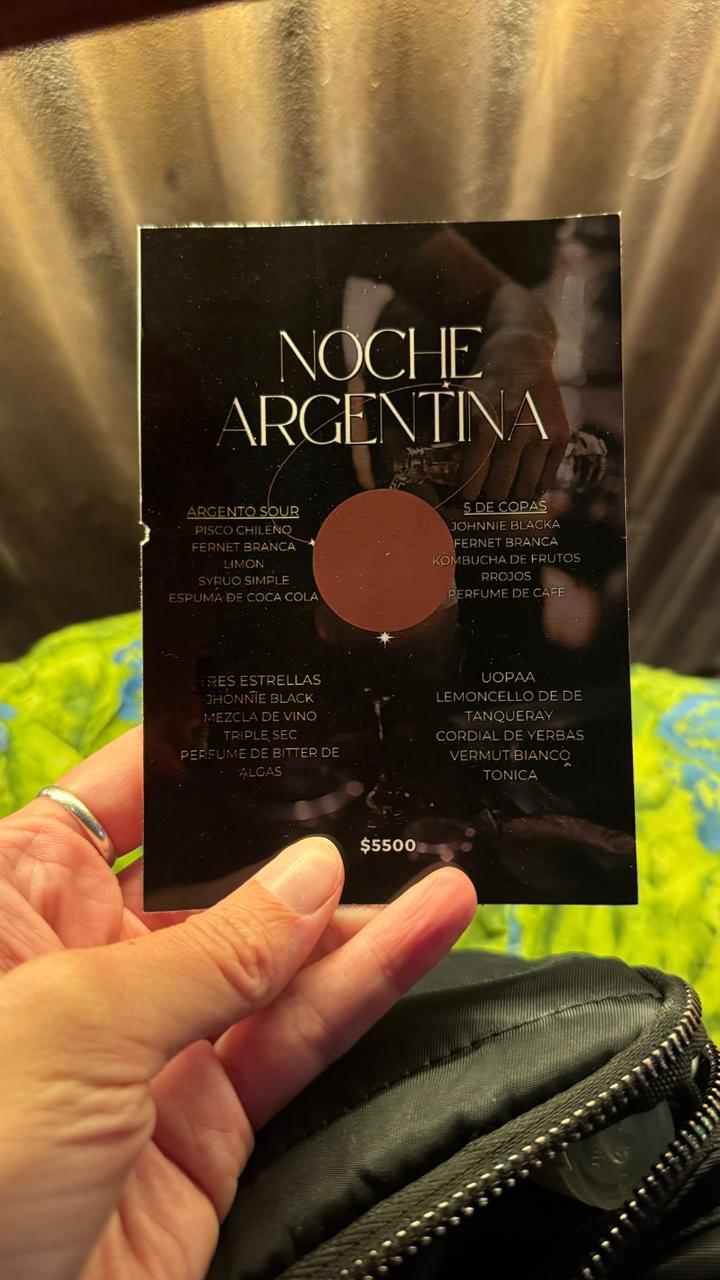 NOCHE
ARGENTINA
ARGENTO SOUR
PISCO CHILENO
FERNET BRANCA
LIMON
SYRUO SIMPLE
ESPUMA DE COCA COLA
5 DE COPAS
JOHNNIE BLACKA
FERNET BRANCA
KOMBUCHA DE FRUTOS
RROJOS
PERFUME DE CAFE
TRES ESTRELLAS
JHONNIE BLACK
MEZCLA DE VINO
TRIPLE SEC
PERFUME DE BITTER DE
ALGAS
UOPAA
LEMONCELLO DE DE
TANQUERAY
CORDIAL DE YERBAS
VERMUT BIANCO
TONICA
$5500